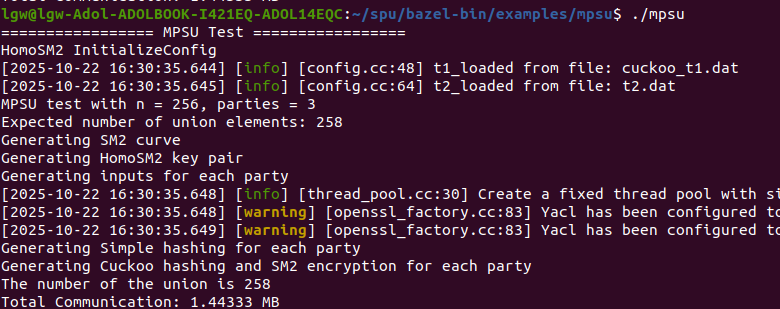 Total Communication: 1.44333 MB
lgw@lgw-Adol-ADOLBOOK-I421EQ-ADOL14EQC:~/spu/bazel-bin/examples/mpsu$ ./mpsu
================= MPSU Test =================
HomoSM2 InitializeConfig
[2025-10-22 16:30:35.644] [info] [config.cc:48] t1_loaded from file: cuckoo_t1.dat
[2025-10-22 16:30:35.645] [info] [config.cc:64] t2_loaded from file: t2.dat
MPSU test with n = 256, parties = 3
Expected number of union elements: 258
Generating SM2 curve
Generating HomoSM2 key pair
Generating inputs for each party
[2025-10-22 16:30:35.648] [info] [thread_pool.cc:30] Create a fixed thread pool with si
[2025-10-22 16:30:35.648] [warning] [openssl_factory.cc:83] Yacl has been configured to
[2025-10-22 16:30:35.649] [warning] [openssl_factory.cc:83] Yacl has been configured to
Generating Simple hashing for each party
Generating Cuckoo hashing and SM2 encryption for each party
The number of the union is 258
Total Communication: 1.44333 MB